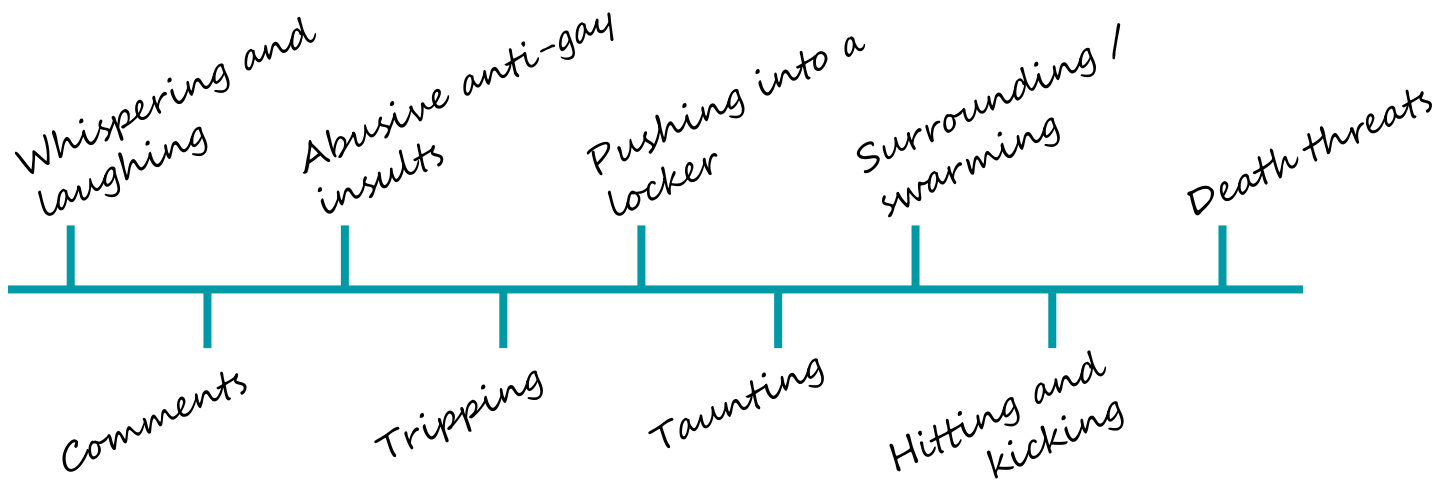 Whispering and
laughing
Comments
Abusive anti-gay
insults
Tripping
Pushing into a
locker
Taunting
Surrounding /
swarming
Hitting and
kicking
Death threats